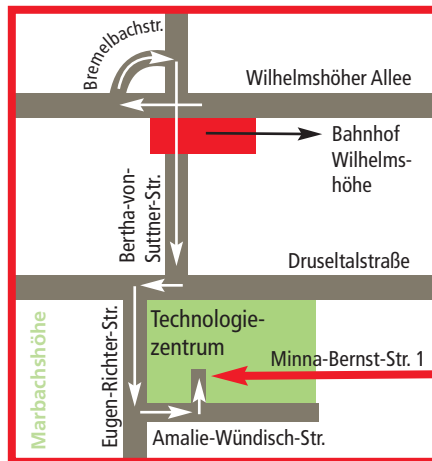 Bremelbachstr.
Wilhelmshöher Allee
Bahnhof
Wilhelms-
höhe
Bertha-von-
Suttner-Str.
Druseltalstraße
Marbachshöhe
Eugen-Richter-Str.
Technologie-
zentrum
Minna-Bernst-Str. 1
Amalie-Wündisch-Str.